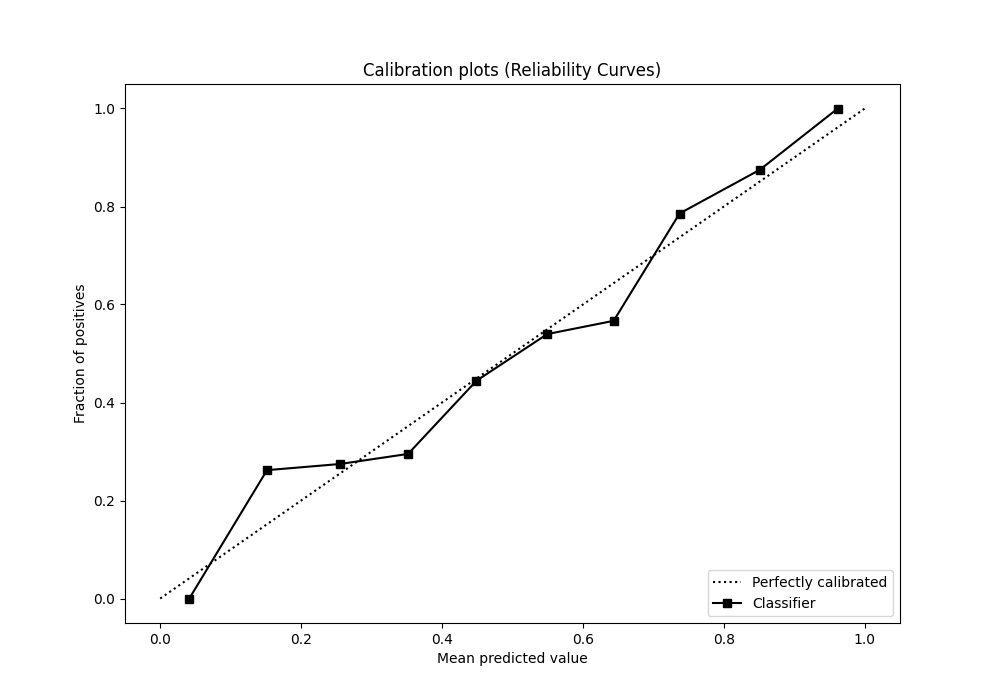 Calibration plots (Reliability Curves)
1.0
0.8
0.6
0.4
0.2
0.0
Fraction of positives
Perfectly calibrated
Classifier
0.0 0.2 0.4 0.6 0.8 1.0
Mean predicted value